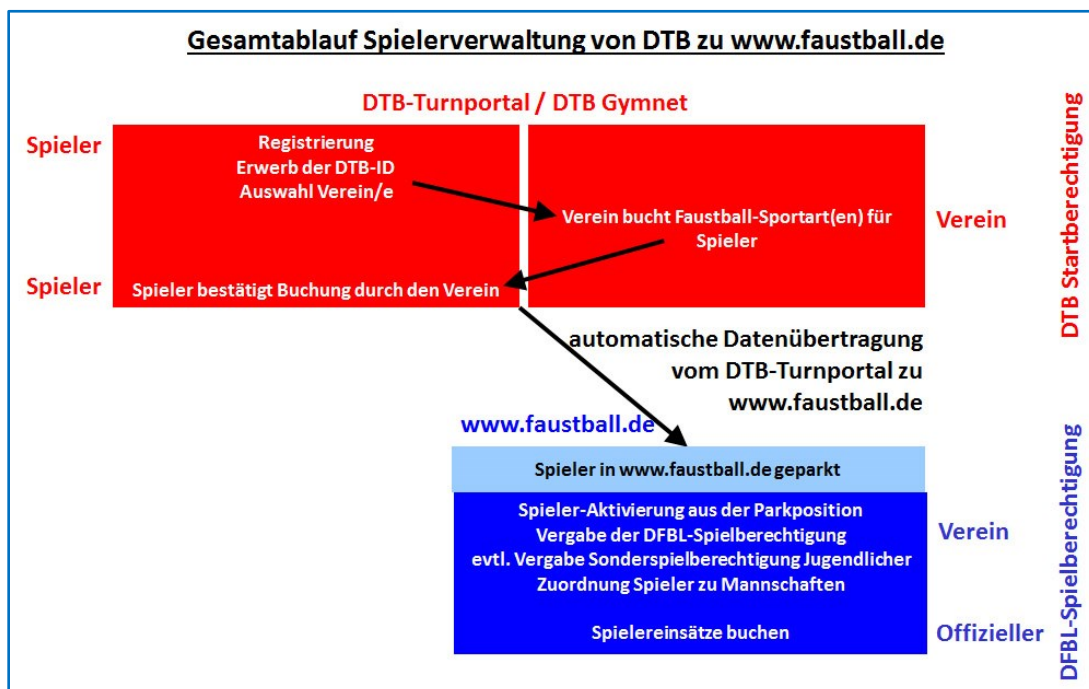 Gesamtablauf Spielerverwaltung von DTB zu www.faustball.de
DTB-Turnportal / DTB Gymnet
Spieler
Registrierung
Erwerb der DTB-ID
Auswahl Verein/e
Verein bucht Faustball-Sportart(en) für
Spieler
Verein
Spieler
Spieler bestätigt Buchung durch den Verein
DTB Startberechtigung
automatische Datenübertragung
vom DTB-Turnportal zu
www.faustball.de
www.faustball.de
Spieler in www.faustball.de geparkt
Spieler-Aktivierung aus der Parkposition
Vergabe der DFBL-Spielberechtigung
evtl. Vergabe Sonderspielberechtigung Jugendlicher
Zuordnung Spieler zu Mannschaften
Verein
Spielereinsätze buchen
Offizieller
DFBL-Spielberechtigung